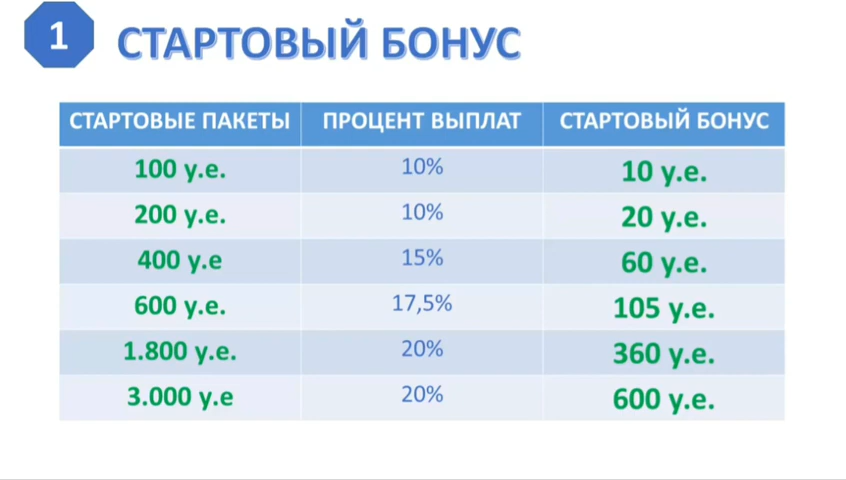 1
СТАРТОВЫЙ БОНУС
СТАРТОВЫЕ ПАКЕТЫ ПРОЦЕНТ ВЫПЛАТ СТАРТОВЫЙ БОНУС
100 у.е. 10% 10 у.е.
200 у.е. 10% 20 у.е.
400 у.е 15% 60 у.е.
600 у.е. 17,5% 105 у.е.
1.800 у.е. 20% 360 у.е.
3.000 у.е 20% 600 у.е.